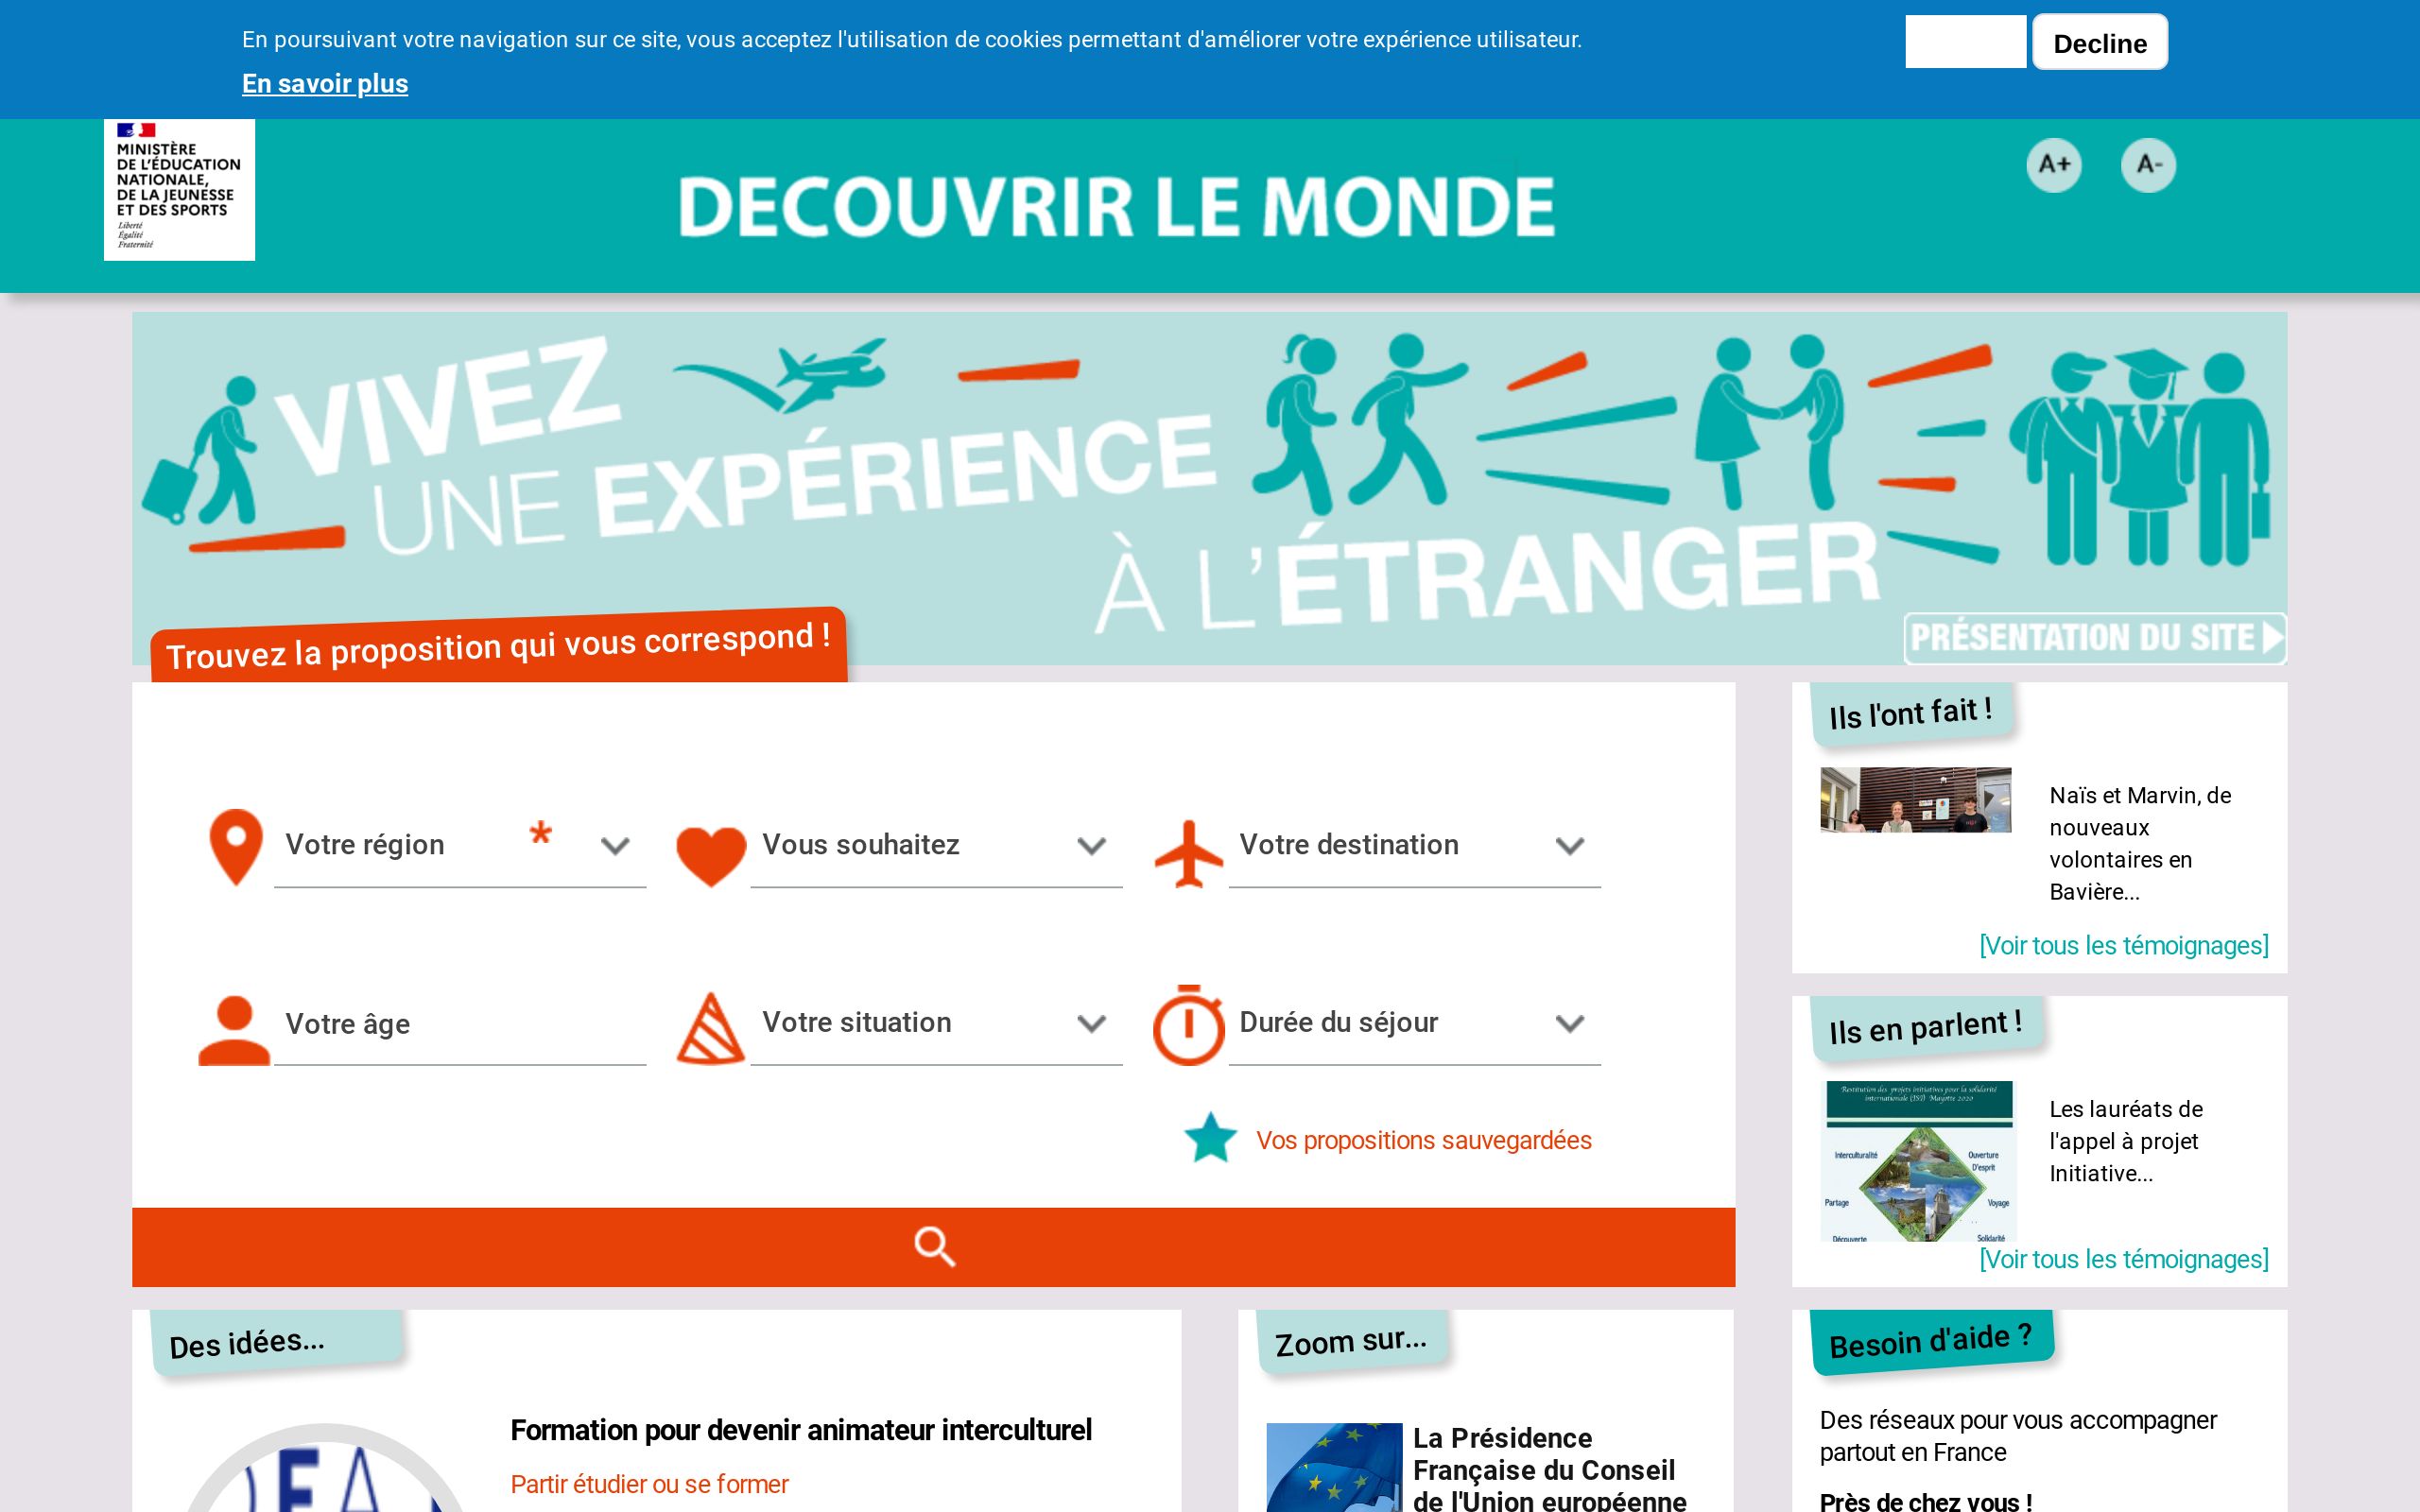 En poursuivant votre navigation sur ce site, vous acceptez l'utilisation de cookies permettant d'améliorer votre expérience utilisateur.
En savoir plus
Decline
MINISTÈRE
DE L'ÉDUCATION
NATIONALE,
DE LA JEUNESSE
ET DES SPORTS
Liberté
Égalité
Fraternité
DECOUVRIR LE MONDE
A+
A-
VIVEZ
UNE EXPÉRIENCE
À L'ÉTRANGER
PRÉSENTATION DU SITE
Trouvez la proposition qui vous correspond !
Votre région *
Vous souhaitez
Votre destination
Votre âge
Votre situation
Durée du séjour
Vos propositions sauvegardées
Ils l'ont fait !
Naïs et Marvin, de
nouveaux
volontaires en
Bavière...
[Voir tous les témoignages]
Ils en parlent !
Restitution des projets initiatives pour la solidarité
internationale (ISI) Mayotte 2020
Interculturalité
Ouverture
D'esprit
Partage
Voyage
Découverte
Solidarité
Les lauréats de
l'appel à projet
Initiative...
[Voir tous les témoignages]
Des idées...
Formation pour devenir animateur interculturel
Partir étudier ou se former
Zoom sur...
La Présidence
Française du Conseil
de l'Union européenne
Besoin d'aide ?
Des réseaux pour vous accompagner
partout en France
Près de chez vous !